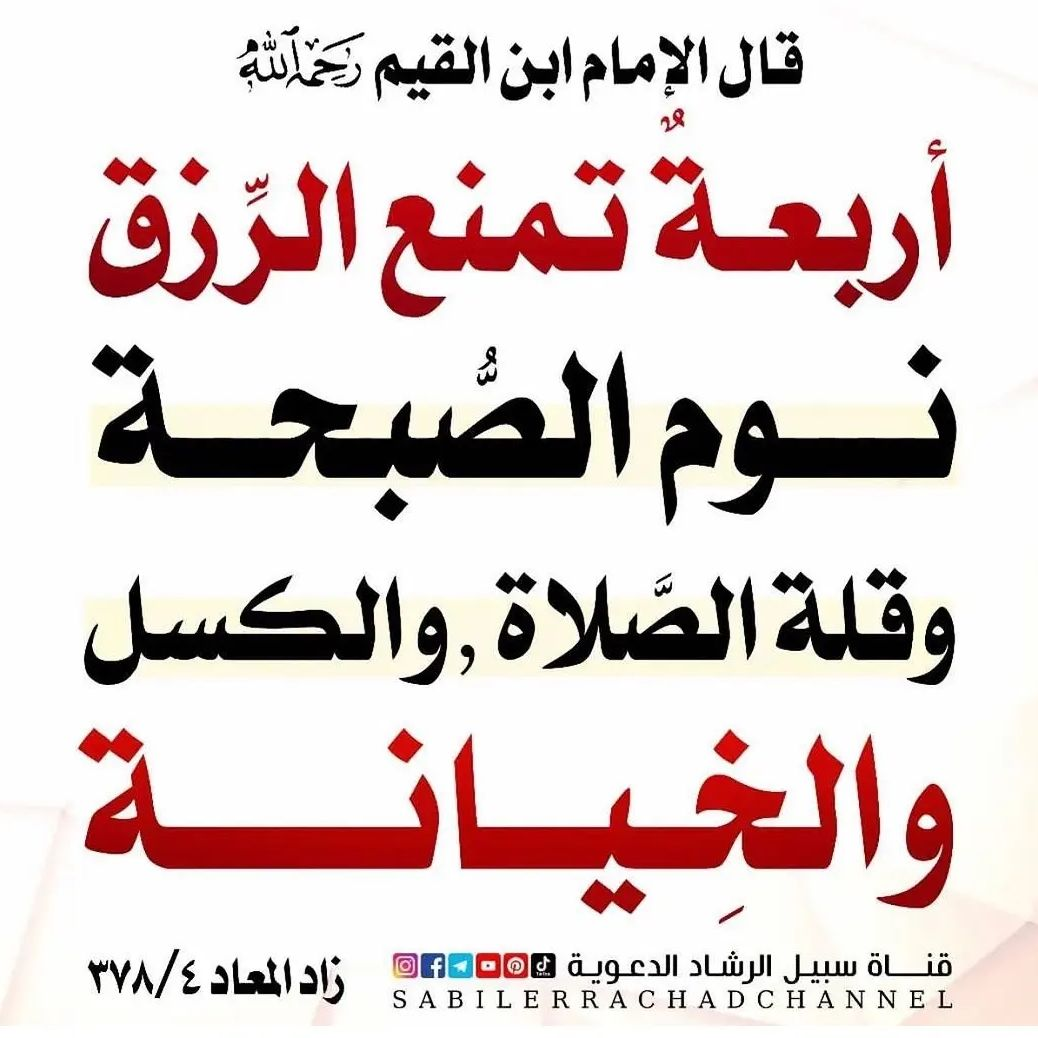 قال الإمام ابن القيم رحمه الله
أربعةٌ تمنع الرِّزق
نوم الصُّبحة
وقلة الصَّلاة ,والكسل
والخِيانة
قناة سبيل الرشاد الدعوية
SABILERRACHADCHANNEL
زاد المعاد ٣٧٨/٤